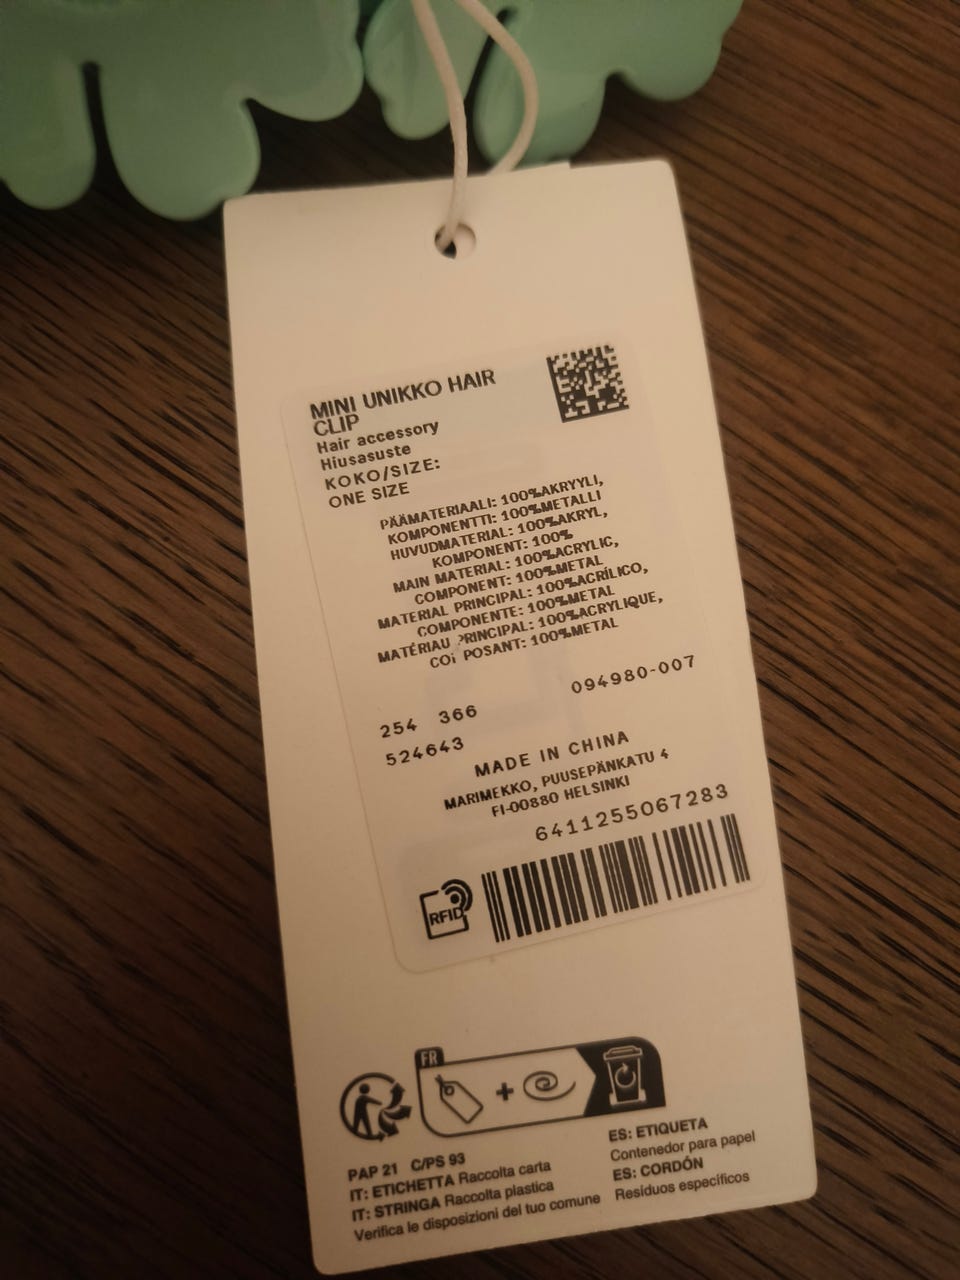 MINI UNIKKO HAIR
CLIP
Hair accessory
Hiusasuste
KOKO/SIZE:
ONE SIZE
PÄÄMATERIAALI: 100%AKRYYLI,
KOMPONENTTI: 100%METALLI
HUVUDMATERIAL: 100%AKRYL,
KOMPONENT: 100%
MAIN MATERIAL: 100%ACRYLIC,
COMPONENT: 100%METAL
MATERIAL PRINCIPAL: 100%ACRÍLICO,
COMPONENTE: 100%METAL
MATÉRIAU PRINCIPAL: 100%ACRYLIQUE,
COMPOSANT: 100%METAL
094980-007
254 366
524643
MADE IN CHINA
MARIMEKKO, PUUSEPÄNKATU 4
FI-00880 HELSINKI
6411255067283
RFID
FR
PAP 21 C/PS 93
IT: ETICHETTA Raccolta carta
IT: STRINGA Raccolta plastica
Verifica le disposizioni del tuo comune
ES: ETIQUETA
Contenedor para papel
ES: CORDÓN
Residuos específicos